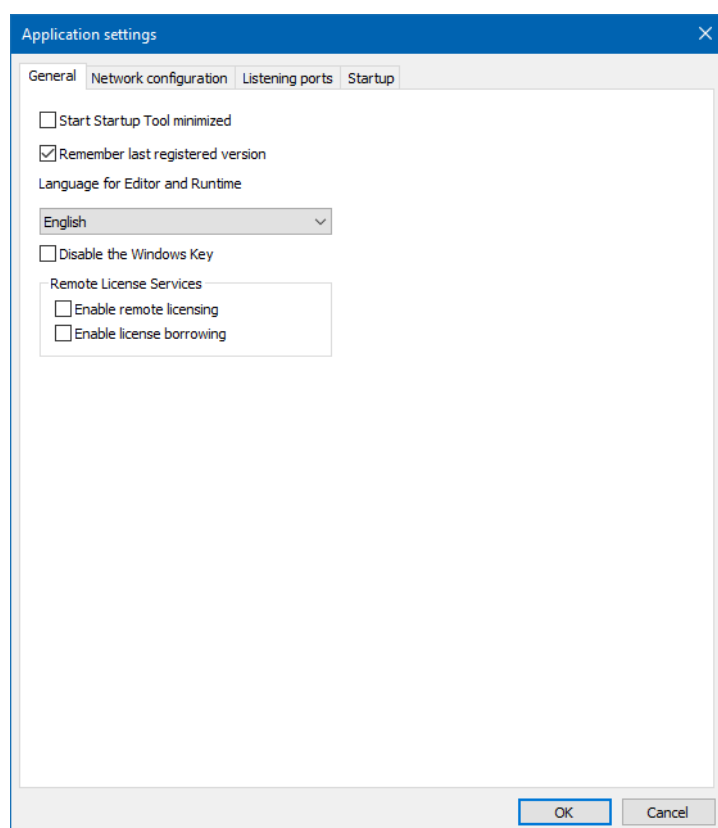 Application settings
General Network configuration Listening ports Startup
Start Startup Tool minimized
Remember last registered version
Language for Editor and Runtime
English
Disable the Windows Key
Remote License Services
Enable remote licensing
Enable license borrowing
OK Cancel